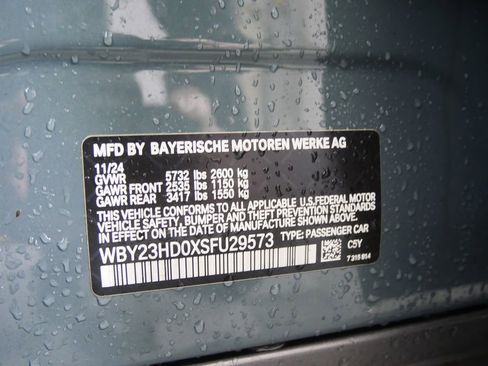 MFD BY BAYERISCHE MOTOREN WERKE AG
11/24
GVWR 5732 lbs 2600 kg
GAWR FRONT 2535 lbs 1150 kg
GAWR REAR 3417 lbs 1550 kg
THIS VEHICLE CONFORMS TO ALL APPLICABLE U.S.FEDERAL MOTOR
VEHICLE SAFETY, BUMPER AND THEFT PREVENTION STANDARDS
IN EFFECT ON THE DATE OF MANUFACTURE SHOWN ABOVE.
WBY23HD0XSFU29573 TYPE: PASSENGER CAR
C5Y
7 315 814